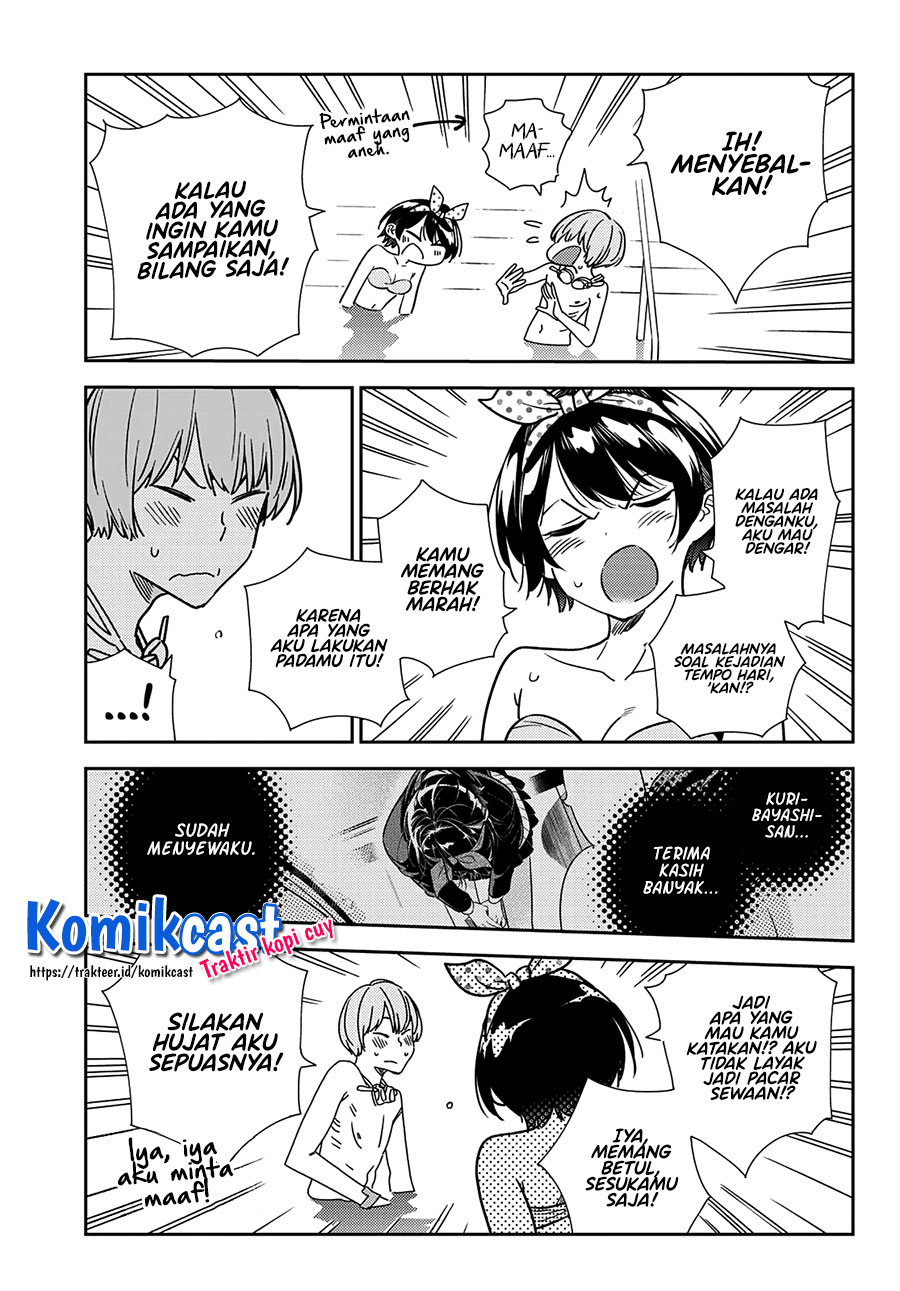 IH!
MENYEBAL-
KAN!
MA-
MAAF...
Permintaan
maaf yang
aneh.
KALAU
ADA YANG
INGIN KAMU
SAMPAIKAN,
BILANG SAJA!
KALAU ADA
MASALAH
DENGANKU,
AKU MAU
DENGAR!
MASALAHNYA
SOAL KEJADIAN
TEMPO HARI,
'KAN!?
KAMU
MEMANG
BERHAK
MARAH!
KARENA
APA YANG
AKU LAKUKAN
PADAMU ITU!
....!
KURI-
BAYASHI-
SAN...
TERIMA
KASIH
BANYAK...
SUDAH
MENYEWAKU.
Komikcast
Traktir kopi cuy
https://trakteer.id/komikcast
JADI
APA YANG
MAU KAMU
KATAKAN!? AKU
TIDAK LAYAK
JADI PACAR
SEWAAN!?
IYA,
MEMANG
BETUL,
SESUKAMU
SAJA!
SILAKAN
HUJAT AKU
SEPUASNYA!
Iya, iya
aku minta
maaf!